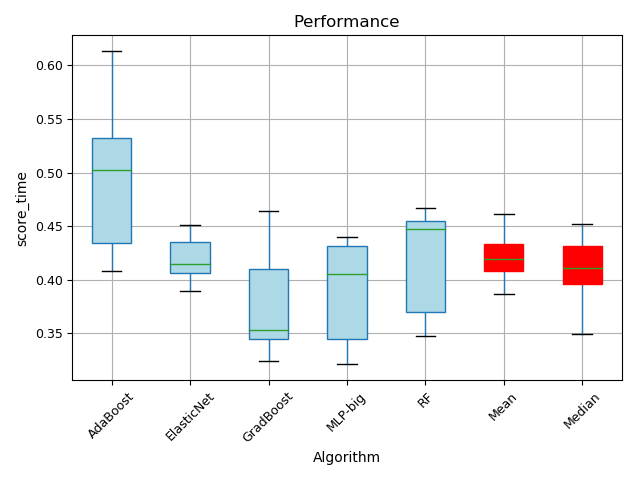 Performance
score_time
0.60
0.55
0.50
0.45
0.40
0.35
AdaBoost
ElasticNet
GradBoost
MLP-big
RF
Mean
Median
Algorithm